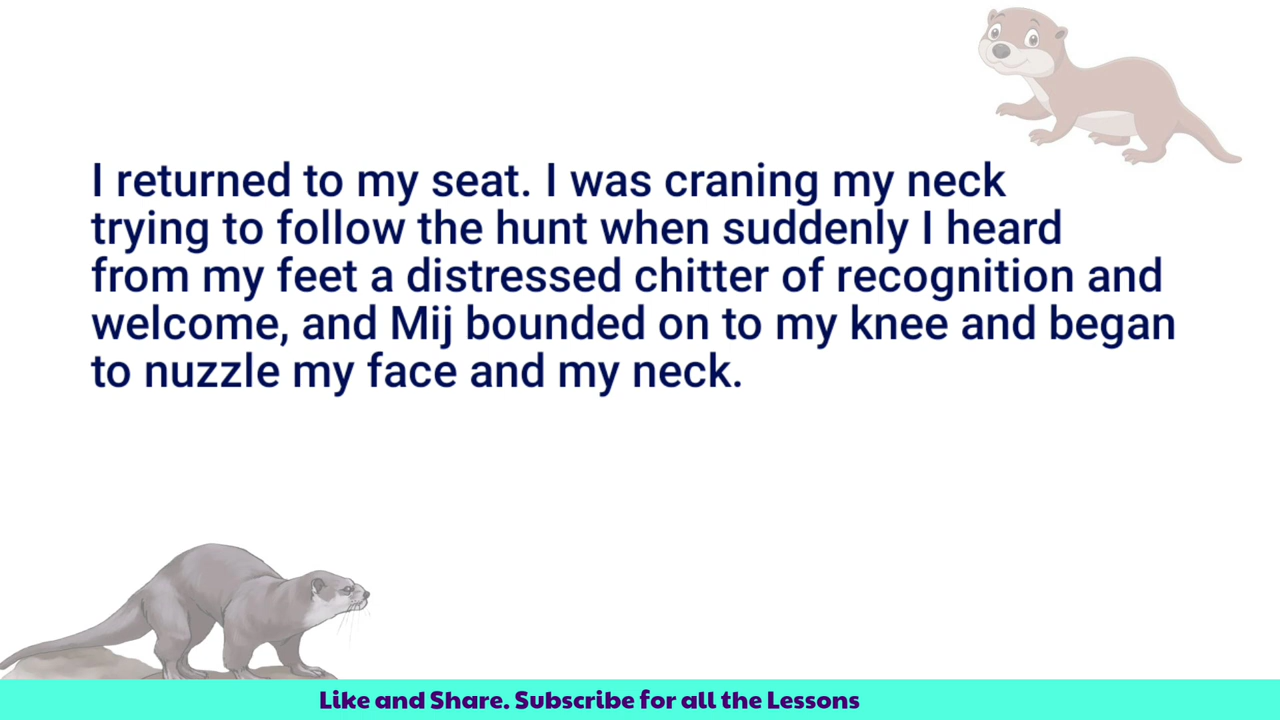 I returned to my seat. I was craning my neck
trying to follow the hunt when suddenly I heard
from my feet a distressed chitter of recognition and
welcome, and Mij bounded on to my knee and began
to nuzzle my face and my neck.
Like and Share. Subscribe for all the Lessons